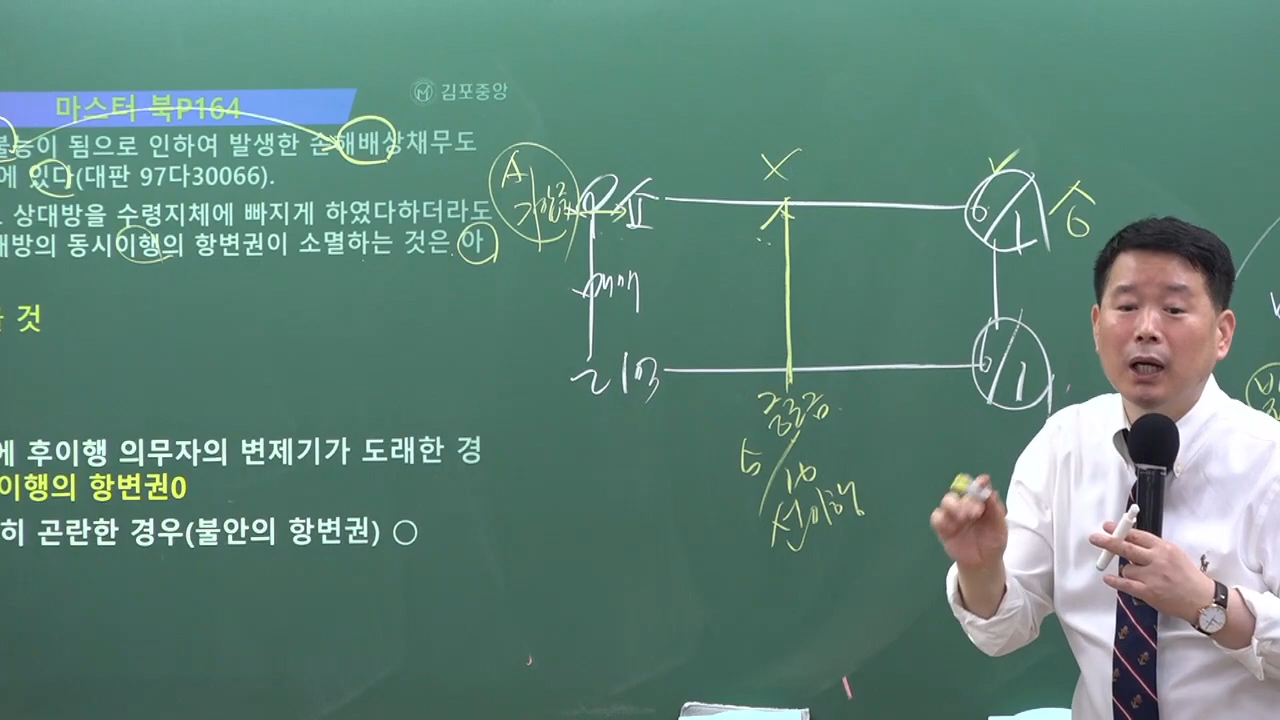 마스터 북P164
김포중앙
불능이 됨으로 인하여 발생한 손해배상채무도
에 있다(대판 97다30066).
상대방을 수령지체에 빠지게 하였다하더라도
대방의 동시이행의 항변권이 소멸하는 것은 아
것
에 후이행 의무자의 변제기가 도래한 경
이행의 항변권0
히 곤란한 경우(불안의 항변권) ○
A
X
6/1
매매
6/1
중도금
5/10
선이행